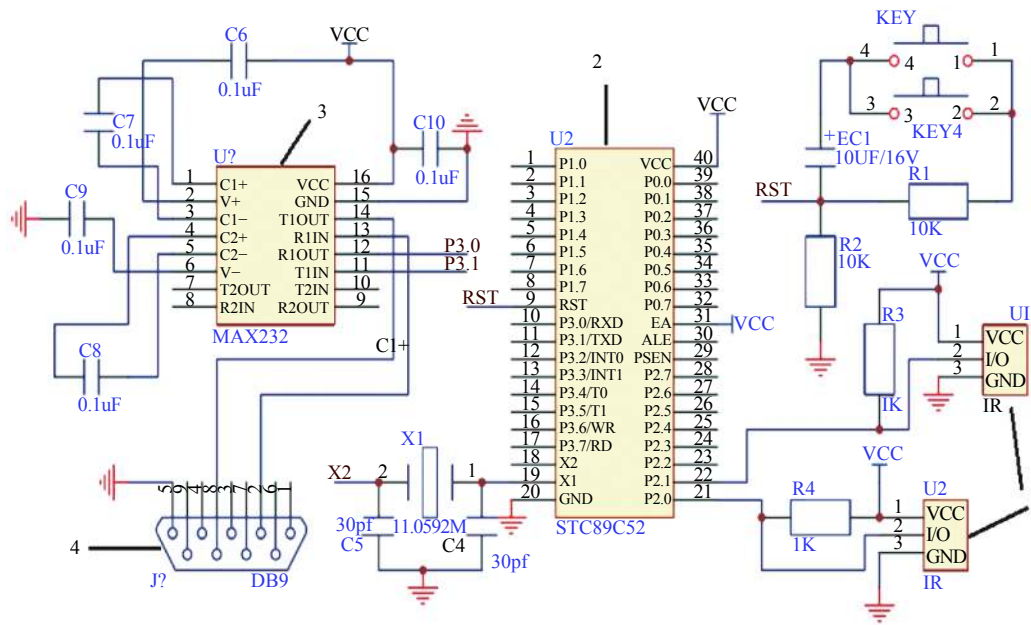 C6
0.1uF
VCC
C7
0.1uF
3
C10
0.1uF
U?
1 C1+ VCC 16
2 V+ GND 15
3 C1− T1OUT 14
4 C2+ R1IN 13
5 C2− R1OUT 12 P3.0
6 V− T1IN 11 P3.1
7 T2OUT T2IN 10
8 R2IN R2OUT 9
MAX232
C9
0.1uF
C8
0.1uF
C1+
5 9 4 8 3 7 2 6 1
4
J? DB9
2
U2
VCC
1 P1.0 VCC 40
2 P1.1 P0.0 39
3 P1.2 P0.1 38
4 P1.3 P0.2 37
5 P1.4 P0.3 36
6 P1.5 P0.4 35
7 P1.6 P0.5 34
8 P1.7 P0.6 33
RST 9 RST P0.7 32
10 P3.0/RXD EA 31 VCC
11 P3.1/TXD ALE 30
12 P3.2/INT0 PSEN 29
13 P3.3/INT1 P2.7 28
14 P3.4/T0 P2.6 27
15 P3.5/T1 P2.5 26
16 P3.6/WR P2.4 25
17 P3.7/RD P2.3 24
18 X2 P2.2 23
19 X1 P2.1 22
20 GND P2.0 21
STC89C52
X1
X2 2 1
30pf 11.0592M
C5 C4
30pf
KEY
4 4 1 1
3 3 2 2
KEY4
+
EC1
10UF/16V
R1
10K
RST
R2
10K
VCC
R3
1K
UI
1 VCC
2 I/O
3 GND
IR
VCC
R4
1K
U2
1 VCC
2 I/O
3 GND
IR